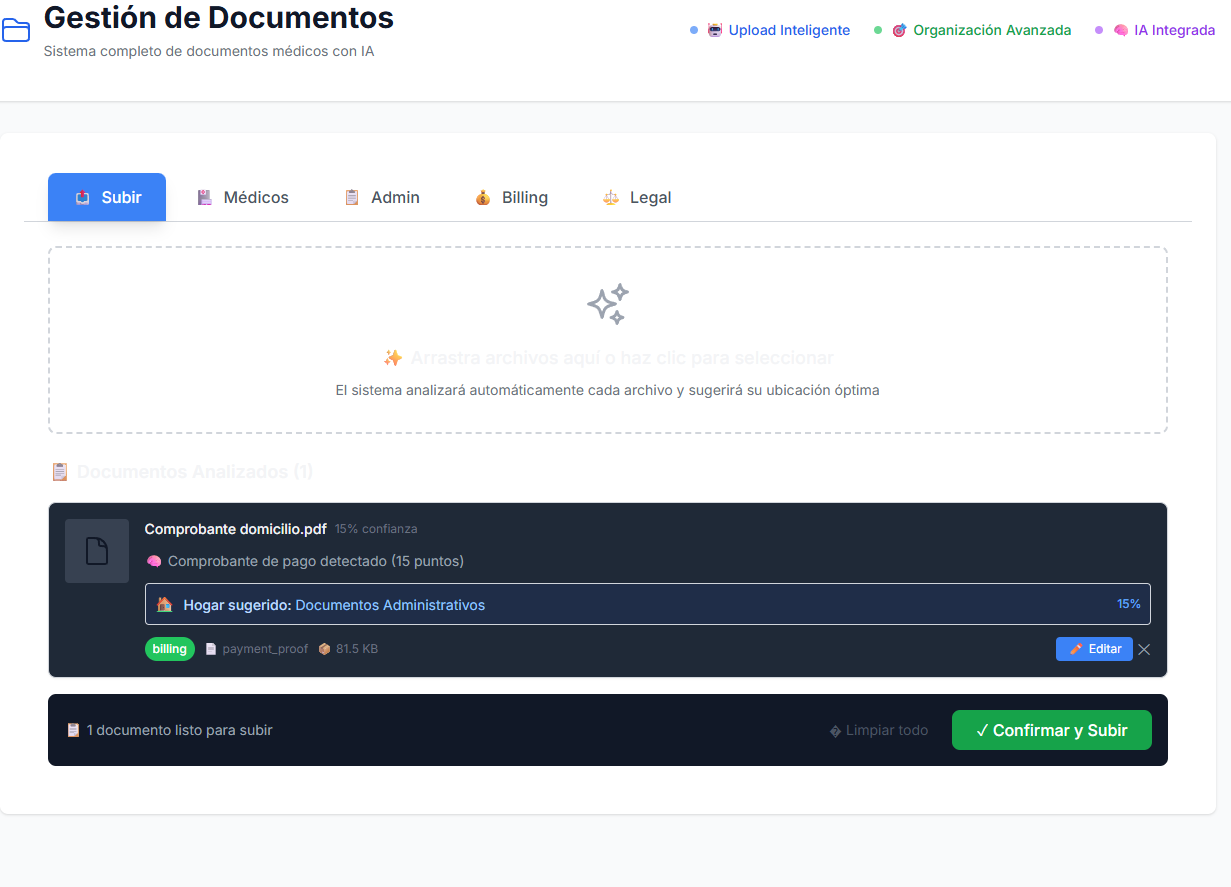 Gestión de Documentos
Sistema completo de documentos médicos con IA
🤖 Upload Inteligente
🎯 Organización Avanzada
🧠 IA Integrada
📤 Subir
🏥 Médicos
📋 Admin
💰 Billing
⚖️ Legal
✨ Arrastra archivos aquí o haz clic para seleccionar
El sistema analizará automáticamente cada archivo y sugerirá su ubicación óptima
📋 Documentos Analizados (1)
Comprobante domicilio.pdf 15% confianza
🧠 Comprobante de pago detectado (15 puntos)
🏠 Hogar sugerido: Documentos Administrativos 15%
billing 📄 payment_proof 📦 81.5 KB ✏️ Editar
📋 1 documento listo para subir � Limpiar todo ✓ Confirmar y Subir